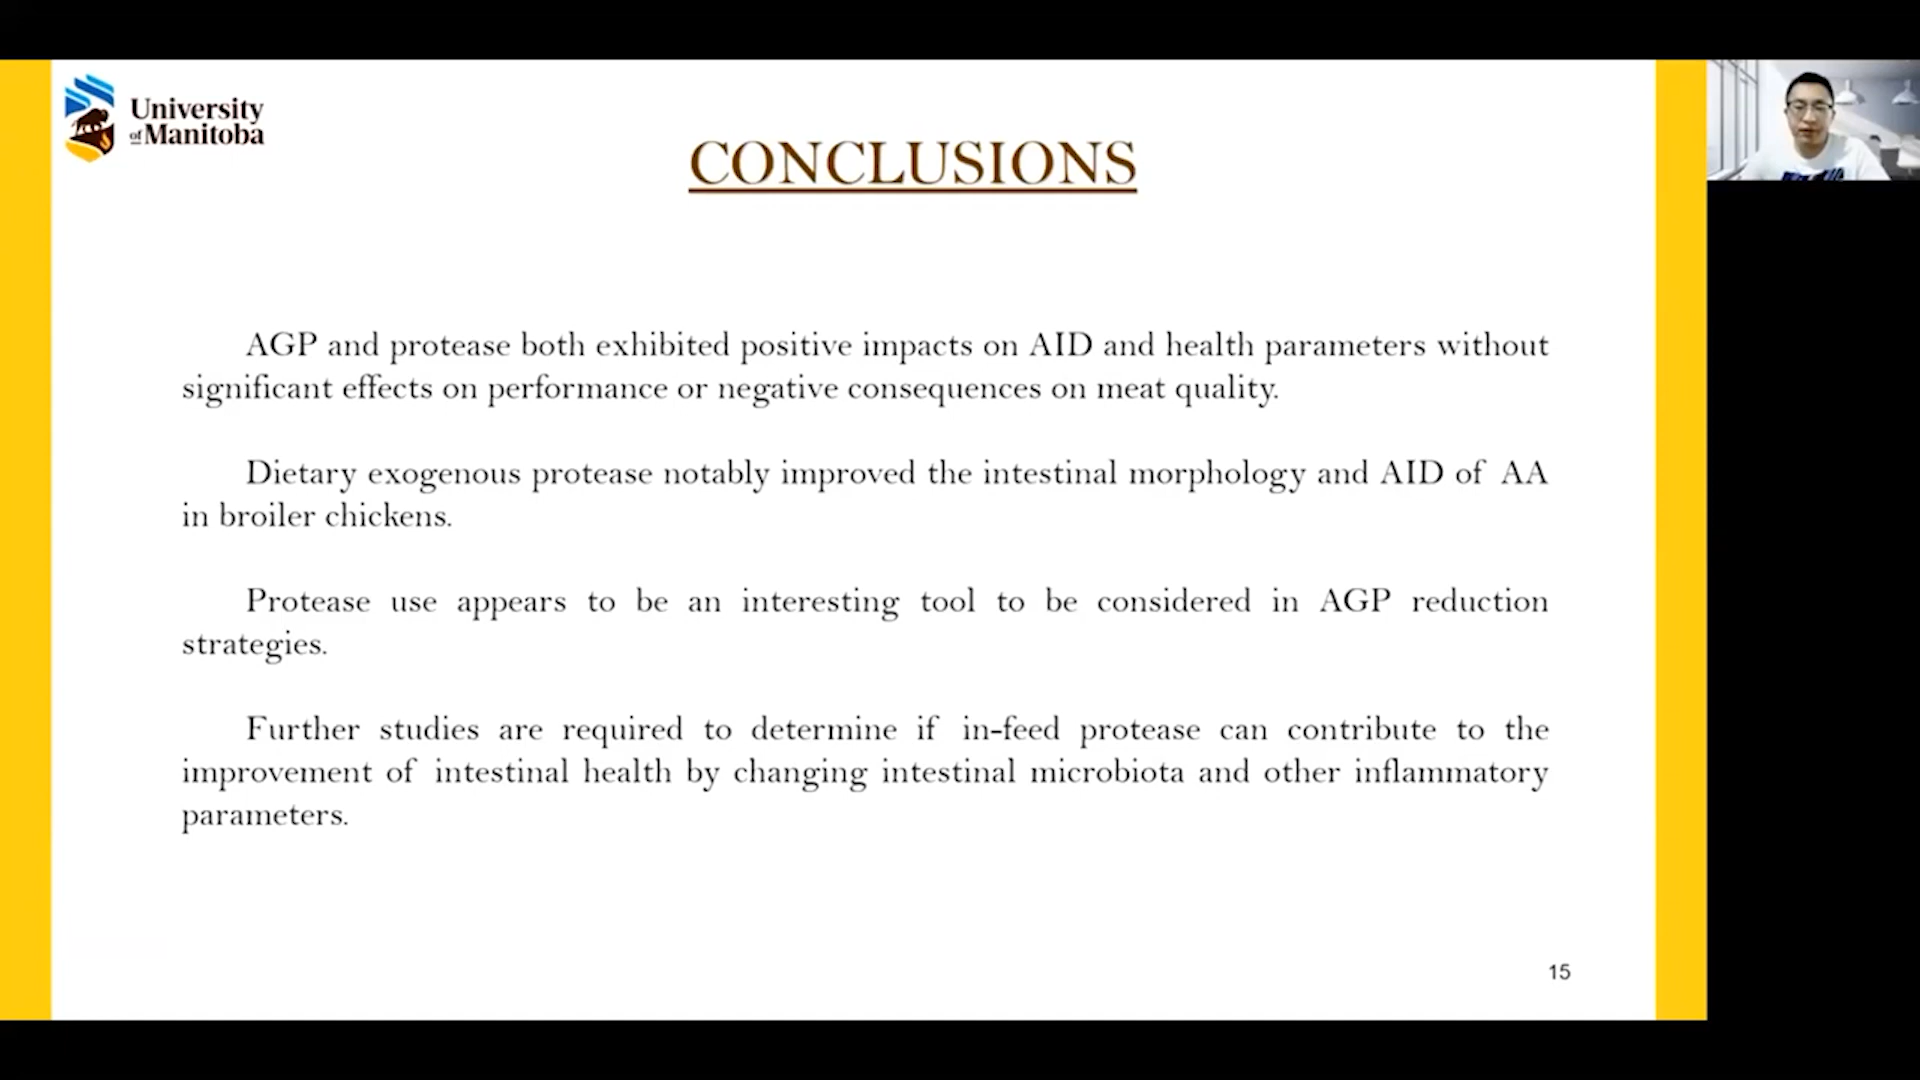 University
of Manitoba
CONCLUSIONS
AGP and protease both exhibited positive impacts on AID and health parameters without
significant effects on performance or negative consequences on meat quality.
Dietary exogenous protease notably improved the intestinal morphology and AID of AA
in broiler chickens.
Protease use appears to be an interesting tool to be considered in AGP reduction
strategies.
Further studies are required to determine if in-feed protease can contribute to the
improvement of intestinal health by changing intestinal microbiota and other inflammatory
parameters.
15